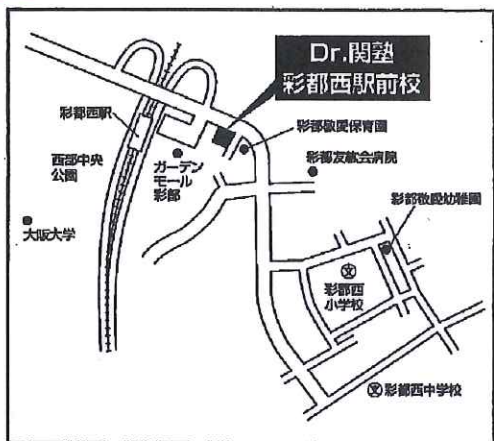 Dr.関塾
彩都西駅前校
彩都西駅
彩都敬愛保育園
西部中央
公園
ガーデン
モール
彩都
彩都友紘会病院
彩都敬愛幼稚園
大阪大学
文
彩都西
小学校
文
彩都西中学校